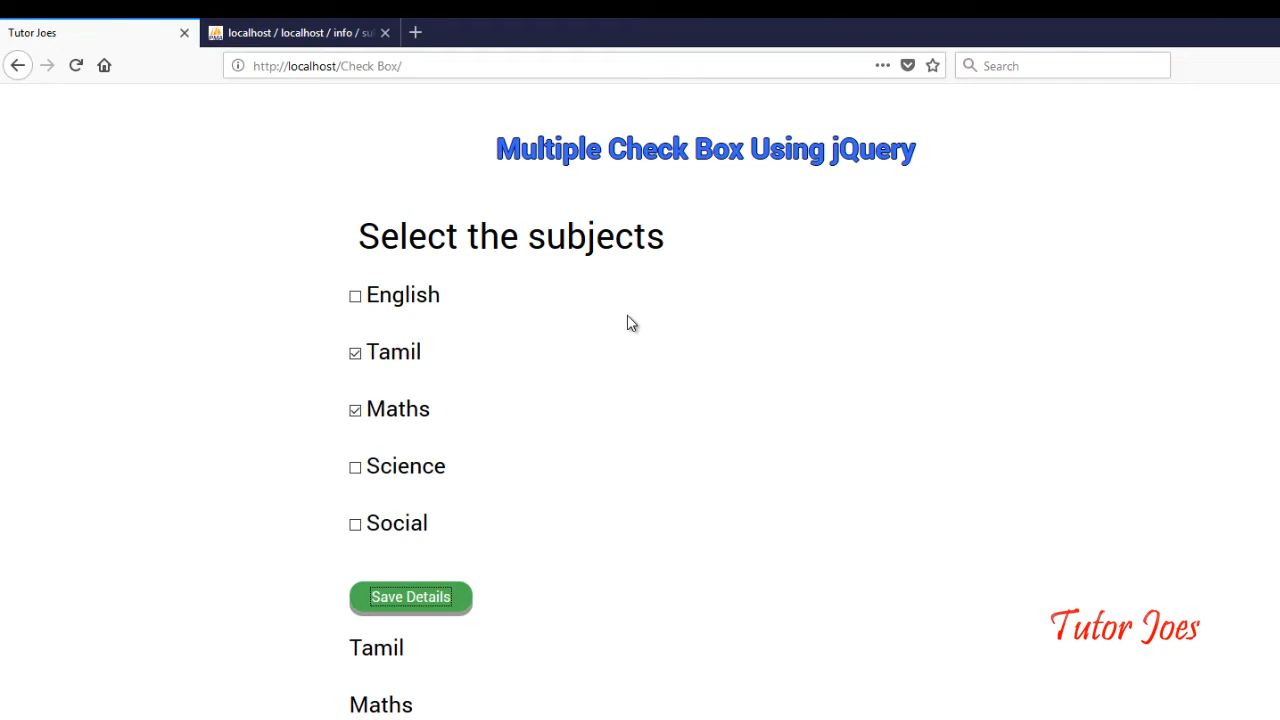 Tutor Joes
localhost / localhost / info / su
http://localhost/Check Box/
Search
Multiple Check Box Using jQuery
Select the subjects
English
Tamil
Maths
Science
Social
Save Details
Tutor Joes
Tamil
Maths